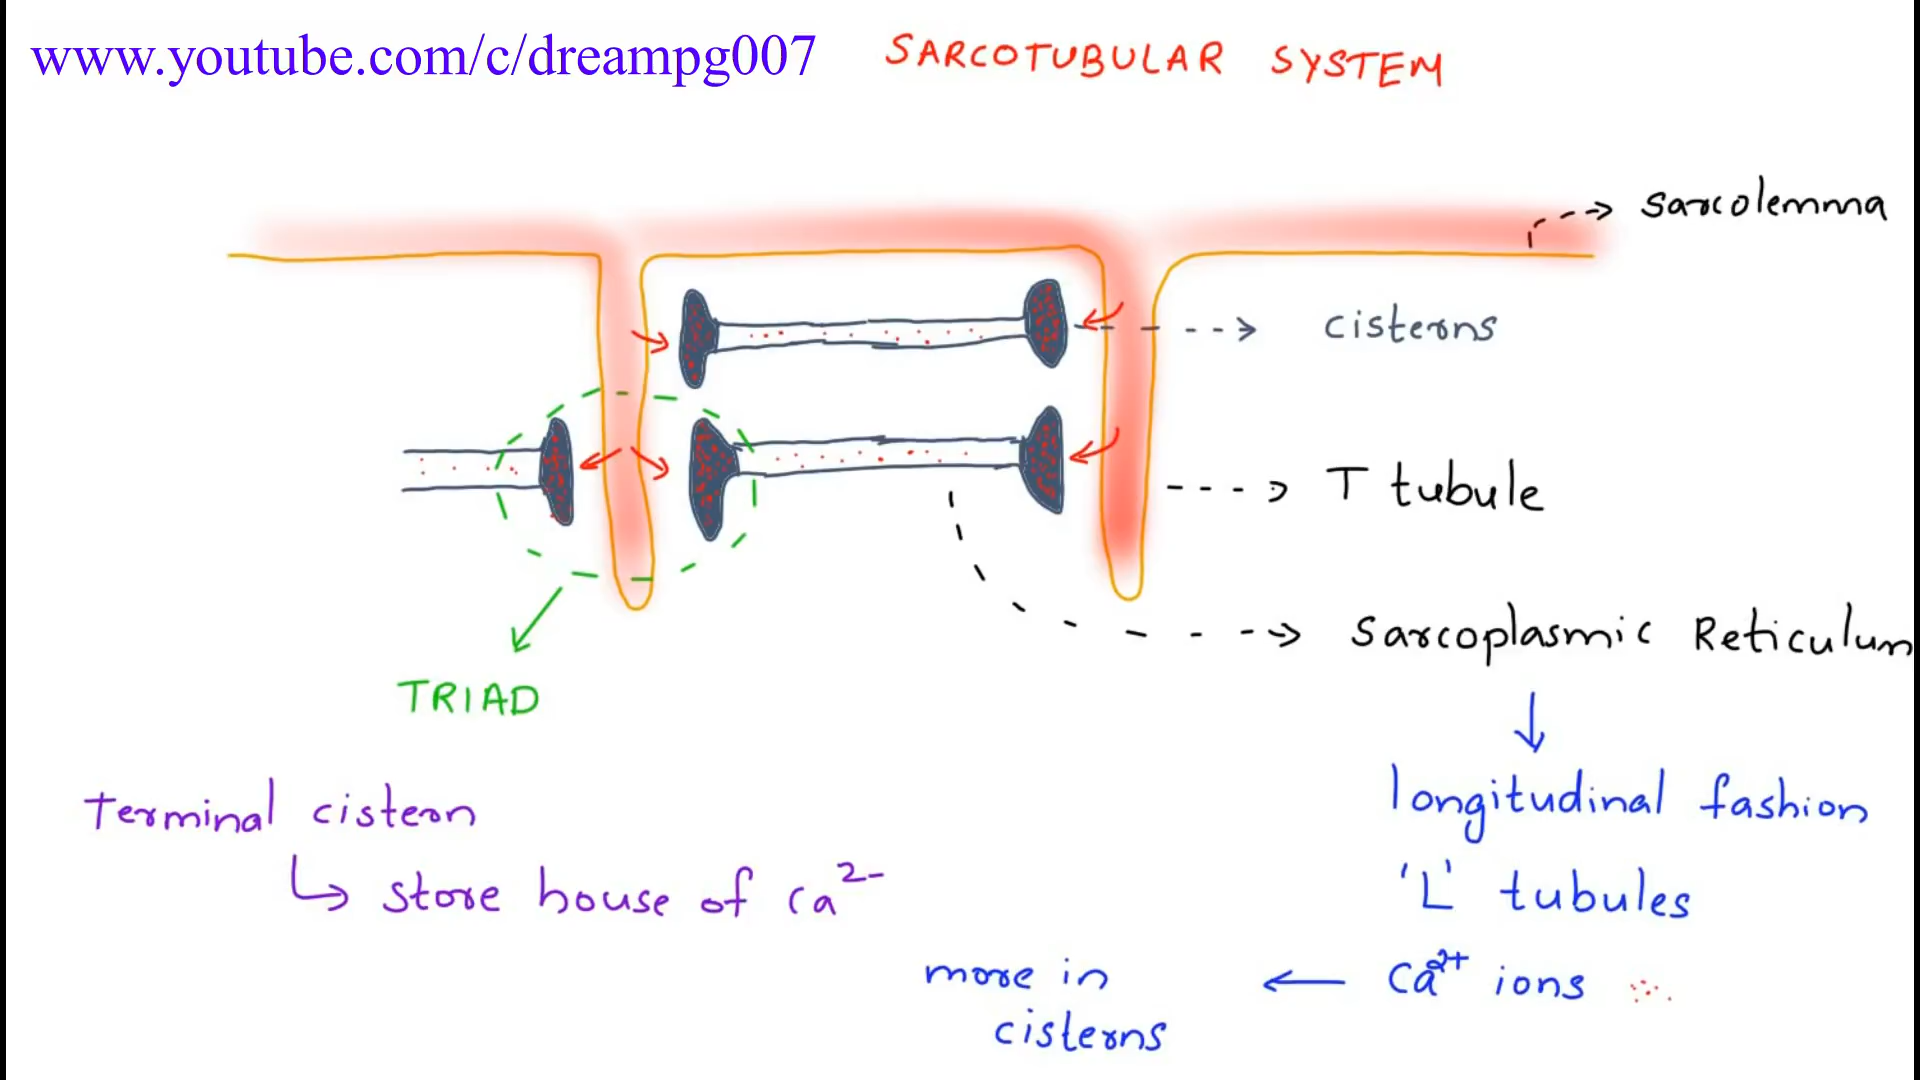 www.youtube.com/c/dreampg007
SARCOTUBULAR SYSTEM
sarcolemma
cisterns
T tubule
Sarcoplasmic Reticulum
TRIAD
longitudinal fashion
'L' tubules
Ca²⁺ ions
more in
cisterns
Terminal cistern
store house of Ca²⁻